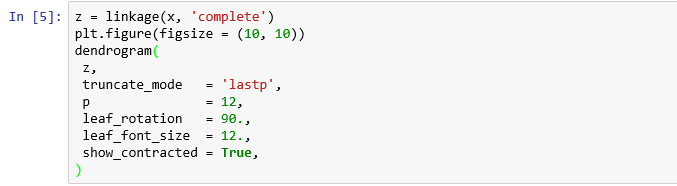 In [5]: z = linkage(x, 'complete')
plt.figure(figsize = (10, 10))
dendrogram(
 z,
 truncate_mode   = 'lastp',
 p               = 12,
 leaf_rotation   = 90.,
 leaf_font_size  = 12.,
 show_contracted = True,
)